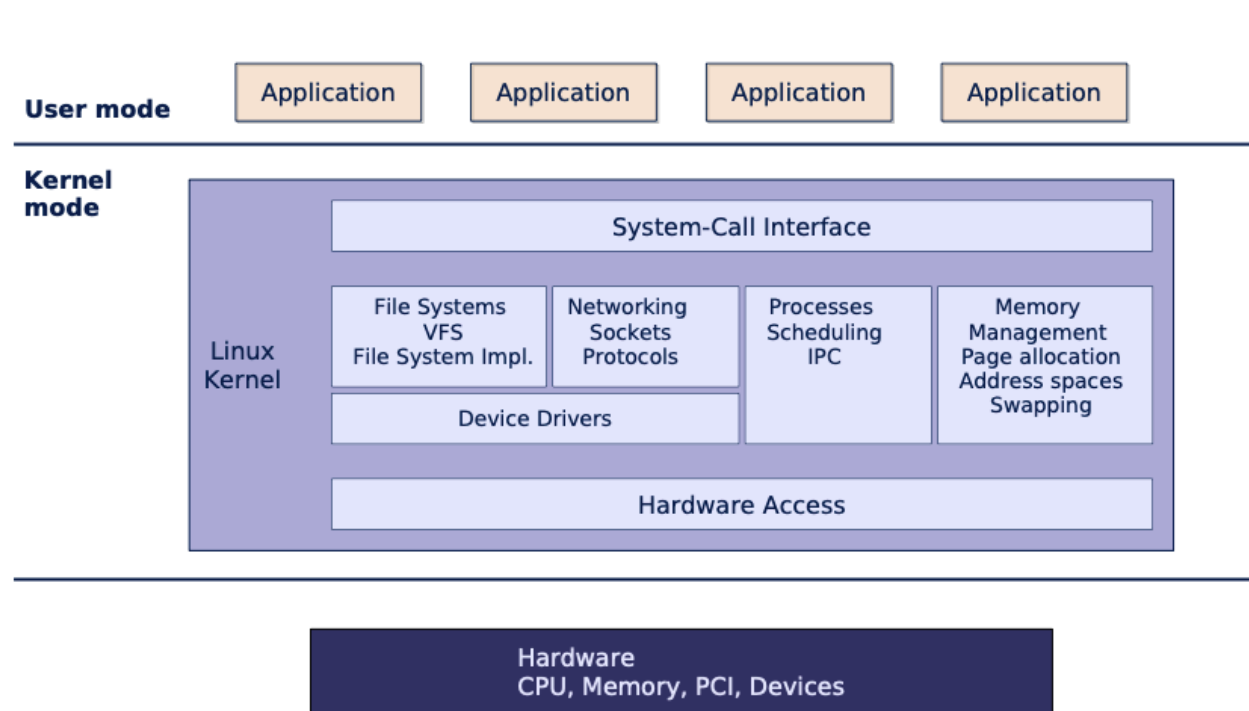 Application
Application
Application
Application
User mode
Kernel
mode
System-Call Interface
Linux
Kernel
File Systems
VFS
File System Impl.
Networking
Sockets
Protocols
Processes
Scheduling
IPC
Memory
Management
Page allocation
Address spaces
Swapping
Device Drivers
Hardware Access
Hardware
CPU, Memory, PCI, Devices